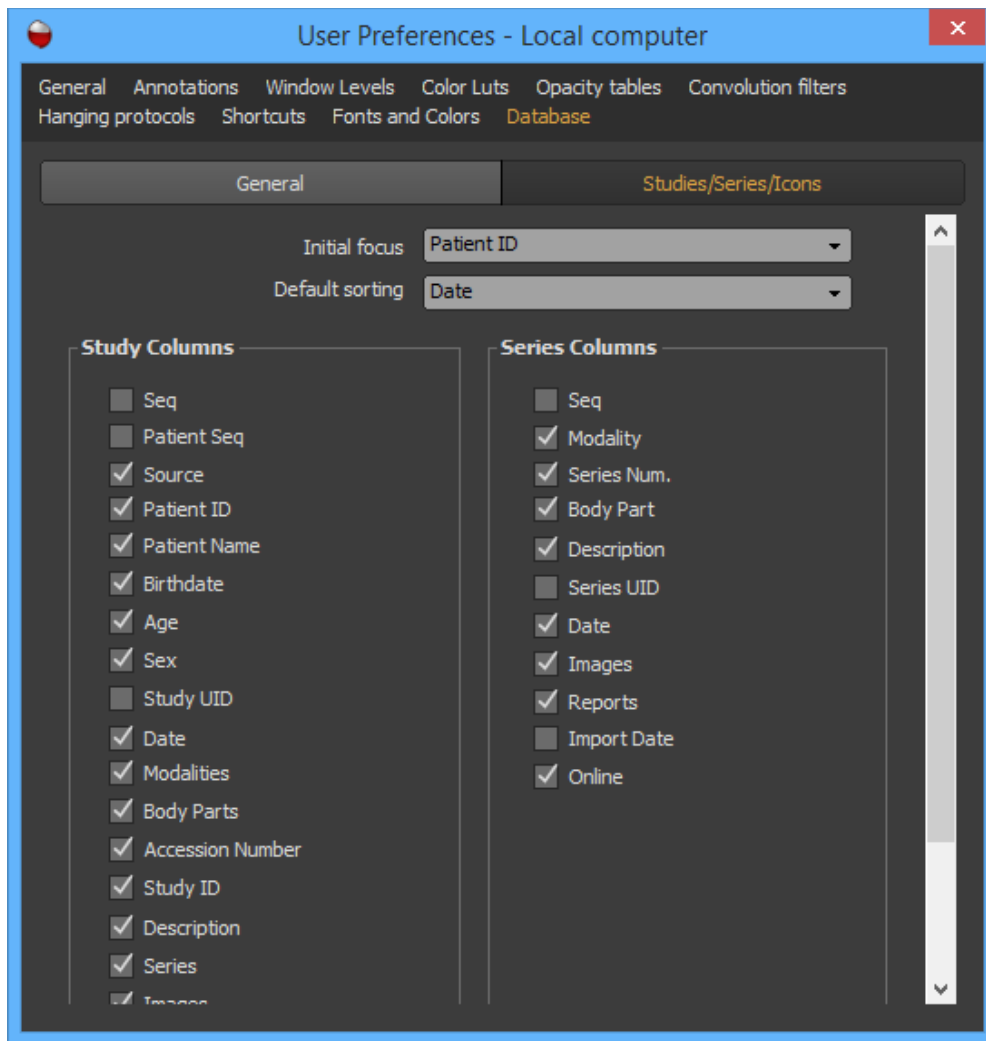 User Preferences - Local computer
General Annotations Window Levels Color Luts Opacity tables Convolution filters
Hanging protocols Shortcuts Fonts and Colors Database
General Studies/Series/Icons
Initial focus Patient ID
Default sorting Date
Study Columns
Seq
Patient Seq
Source
Patient ID
Patient Name
Birthdate
Age
Sex
Study UID
Date
Modalities
Body Parts
Accession Number
Study ID
Description
Series
Images
Series Columns
Seq
Modality
Series Num.
Body Part
Description
Series UID
Date
Images
Reports
Import Date
Online